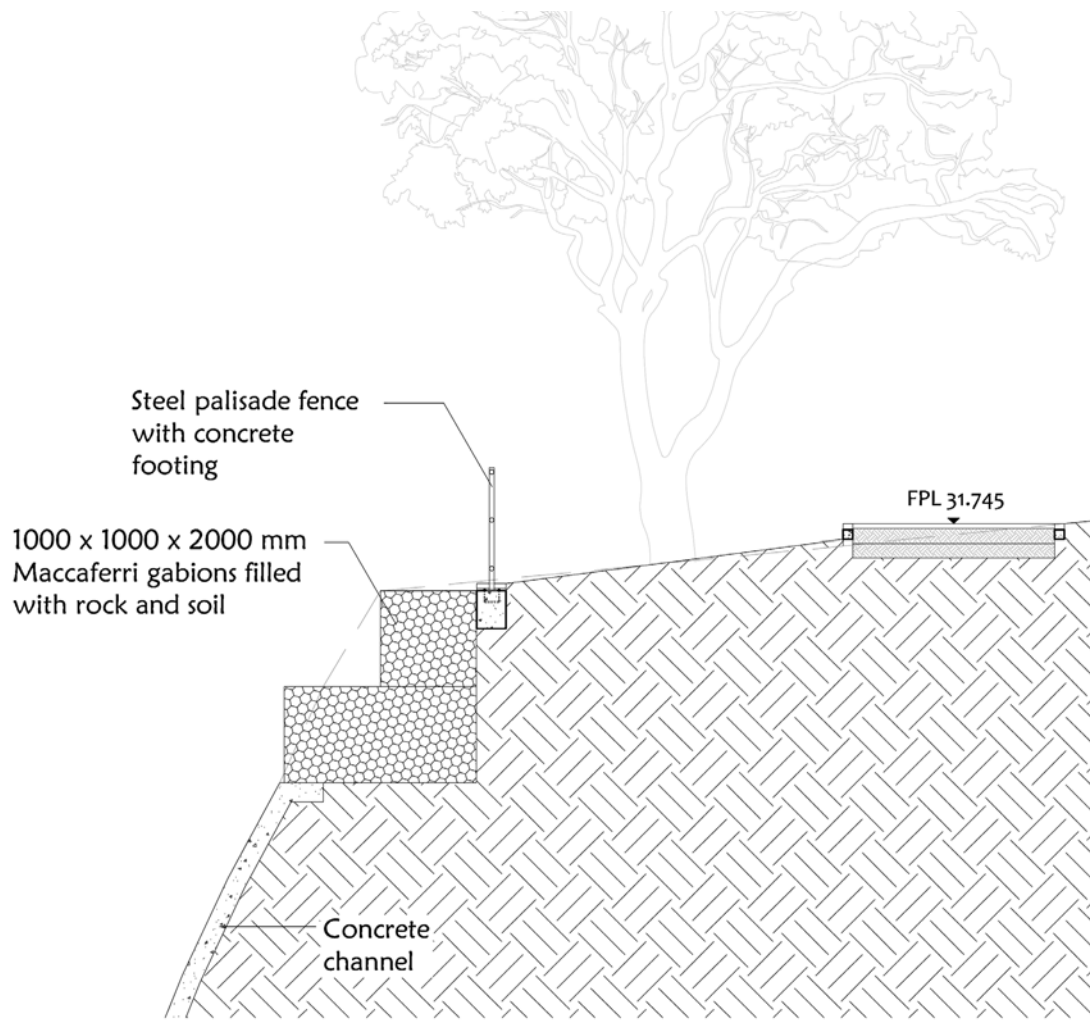 Steel palisade fence
with concrete
footing
FPL 31.745
1000 x 1000 x 2000 mm
Maccaferri gabions filled
with rock and soil
Concrete
channel